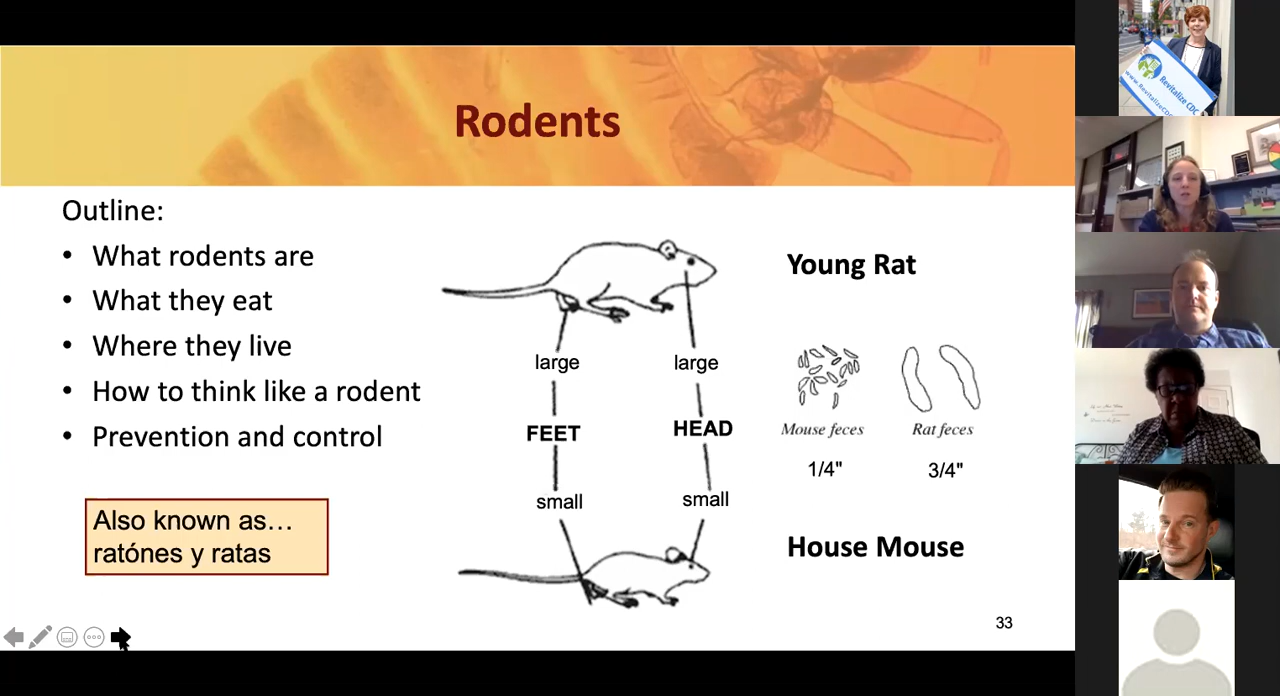 Rodents
Outline:
• What rodents are
• What they eat
• Where they live
• How to think like a rodent
• Prevention and control
Also known as…
ratónes y ratas
Young Rat
large
large
FEET
HEAD
small
small
Mouse feces
Rat feces
1/4"
3/4"
House Mouse
33
Revitalize CDC